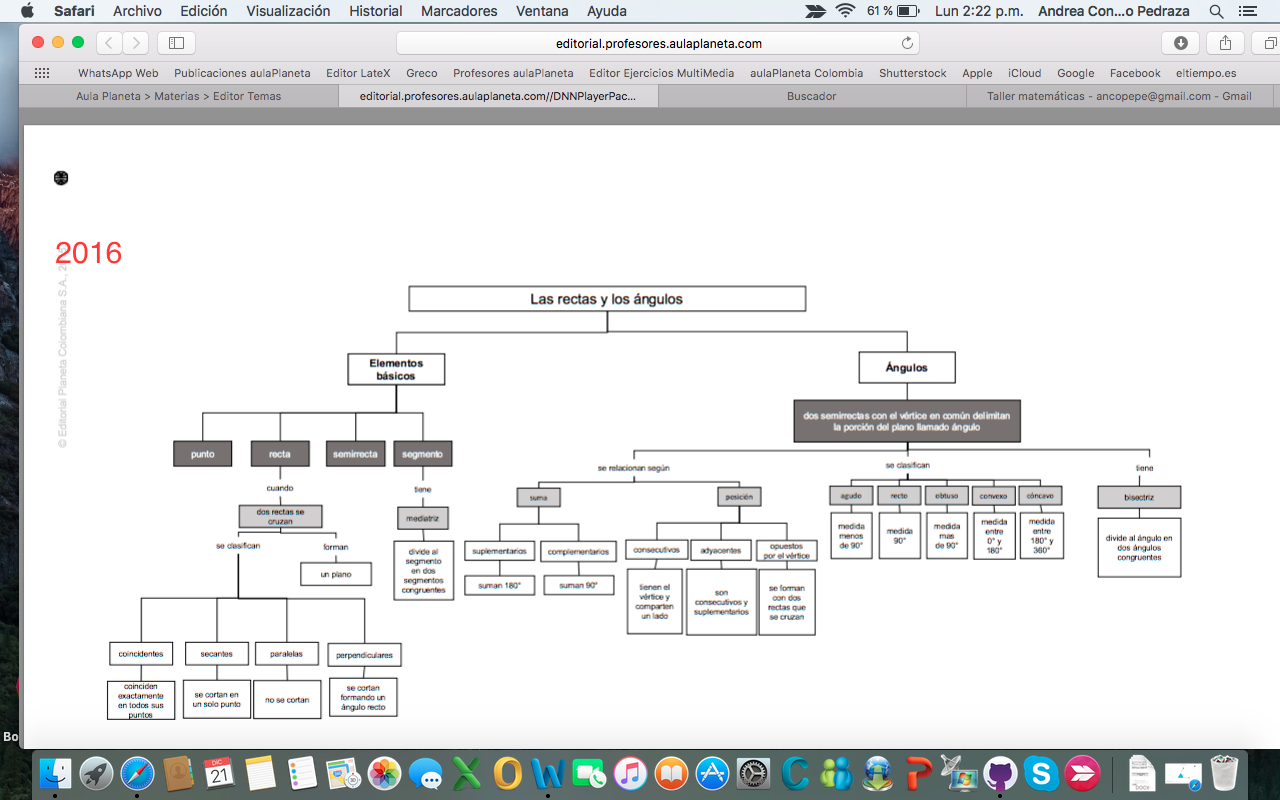 Safari Archivo Edición Visualización Historial Marcadores Ventana Ayuda 61 % Lun 2:22 p.m. Andrea Con...o Pedraza
editorial.profesores.aulaplaneta.com
WhatsApp Web Publicaciones aulaPlaneta Editor LateX Greco Profesores aulaPlaneta Editor Ejercicios MultiMedia aulaPlaneta Colombia Shutterstock Apple iCloud Google Facebook eltiempo.es
Aula Planeta > Materias > Editor Temas editorial.profesores.aulaplaneta.com//DNNPlayerPac... Buscador Taller matemáticas - ancopepe@gmail.com - Gmail
2016
© Editorial Planeta Colombiana S.A., 2
Las rectas y los ángulos
Elementos
básicos
Ángulos
dos semirrectas con el vértice en común delimitan
la porción del plano llamado ángulo
punto recta semirrecta segmento
cuando
dos rectas se
cruzan
se clasifican
forman
un plano
tiene
mediatriz
divide al
segmento
en dos
segmentos
congruentes
coincidentes secantes paralelas perpendiculares
coinciden
exactamente
en todos sus
puntos
se cortan en
un solo punto
no se cortan
se cortan
formando un
ángulo recto
se relacionan según
suma
suplementarios complementarios
suman 180° suman 90°
posición
consecutivos adyacentes opuestos
por el vértice
tienen el
vértice y
comparten
un lado
son
consecutivos y
suplementarios
se forman
con dos
rectas que
se cruzan
se clasifican
agudo recto obtuso convexo cóncavo
medida
menos
de 90°
medida
90°
medida
mas
de 90°
medida
entre
0° y
180°
medida
entre
180° y
360°
tiene
bisectriz
divide al ángulo en
dos ángulos
congruentes
Bo
DIC
21